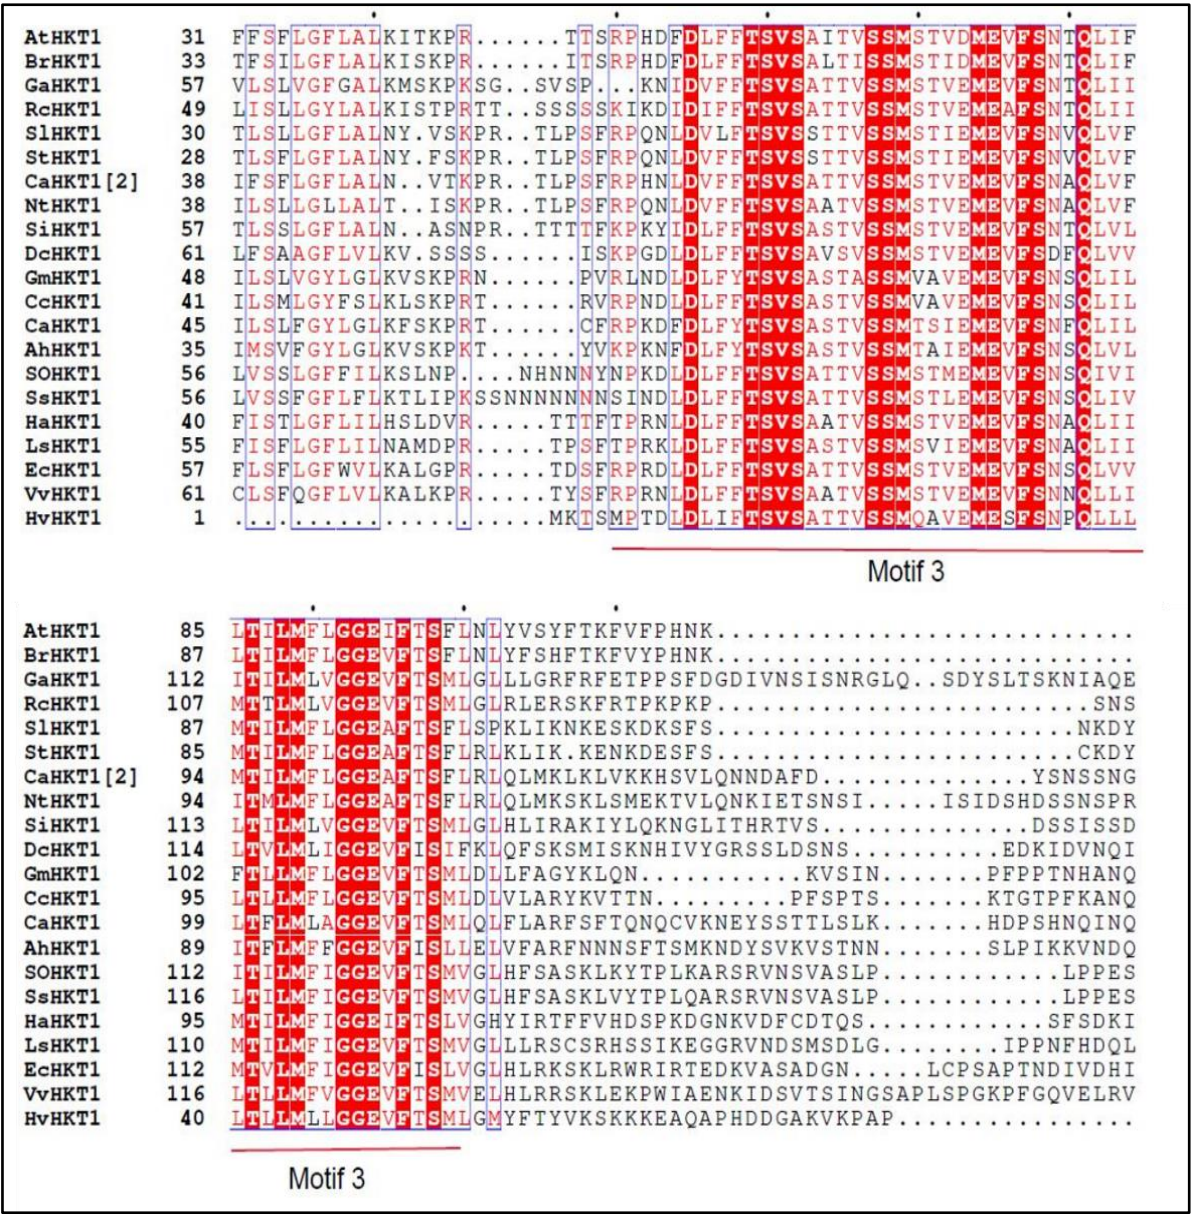 AtHKT1 31 FFSFLGFLALKITKPR......TTSRPHDFDLFFTSVSAITVSSMSTVDMEVFSNTQLIF
BrHKT1 33 TFSILGFLALKISKPR......ITSRPHDFDLFFTSVSALTISSMSTIDMEVFSNTQLIF
GaHKT1 57 VLSLVGFGALKMSKPKSG..SVSP...KNIDVFFTSVSATTVSSMSTVEMEVFSNTQLII
RcHKT1 49 LISLLGYLALKISTPRTT..SSSSSKIKDIDIFFTSVSATTVSSMSTVEMEAFSNTQLII
SlHKT1 30 TLSLLGFLALNY.VSKPR..TLPSFRPQNLDVLFTSVSSTTVSSMSTIEMEVFSNVQLVF
StHKT1 28 TLSFLGFLALNY.FSKPR..TLPSFRPQNLDVFFTSVSSTTVSSMSTIEMEVFSNVQLVF
CaHKT1[2] 38 IFSFLGFLALN..VTKPR..TLPSFRPHNLDVFFTSVSATTVSSMSTVEMEVFSNAQLVF
NtHKT1 38 ILSLLGLLALT..ISKPR..TLPSFRPQNLDVFFTSVSAATVSSMSTVEMEVFSNAQLVF
SiHKT1 57 TLSSLGFLALN..ASNPR..TTTTFKPKYIDLFFTSVSASTVSSMSTVEMEVFSNTQLVL
DcHKT1 61 LFSAAGFLVLKV.SSSS......ISKPGDLDLFFTSVSAVSVSSMSTVEMEVFSDFQLVV
GmHKT1 48 ILSLVGYLGLKVSKPRN.......PVRLNDLDLFYTSVSASTASSMVAVEMEVFSNSQLIL
CcHKT1 41 ILSMLGYFSLKLSKPRT.......RVRPNDLDLFFTSVSASTVSSMVAVEMEVFSNSQLIL
CaHKT1 45 ILSLFGYLGLKFSKPRT.......CFRPKDFDLFYTSVSASTVSSMTSIEMEVFSNFQLIL
AhHKT1 35 IMSVFGYLGLKVSKPKT.......YVKPKNFDLFYTSVSASTVSSMTAIEMEVFSNSQLVL
SOHKT1 56 LVSSLGFFILKSLNP....NHNNNYNPKDLDLFFTSVSATTVSSMSTMEMEVFSNSQIVI
SsHKT1 56 LVSSFGFLFLKTLIPKSSNNNNNNNNSINDLDLFFTSVSATTVSSMSTLEMEVFSNSQLIV
HaHKT1 40 FISTLGFLILHSLDVR.....TTTFTPRNLDLFFTSVSAATVSSMSTVEMEVFSNAQLII
LsHKT1 55 FISFLGFLILNAMDPR.....TPSFTPRKLDLFFTSVSASTVSSMSVIEMEVFSNAQLII
EcHKT1 57 FLSFLGFWVLKALGPR.....TDSFRPRDLDLFFTSVSATTVSSMSTVEMEVFSNSQLVV
VvHKT1 61 CLSFQGFLVLKALKPR.....TYSFRPRNLDLFFTSVSAATVSSMSTVEMEVFSNNQLLI
HvHKT1 1 .....................MKTSMPTDLDLIFTSVSATTVSSMQAVEMESFSNPQLLL
Motif 3
AtHKT1 85 LTILMFLGGEIFTSFLNLYVSYFTKFVFPHNK............................
BrHKT1 87 LTILMFLGGEVFTSFLNLYFSHFTKFVYPHNK............................
GaHKT1 112 ITILMLVGGEVFTSMLGLLLGRFRFETPPSFDGDIVNSISNRGLQ..SDYSLTSKNIAQE
RcHKT1 107 MTTLMLVGGEVFTSMLGLRLERSKFRTPKPKP.........................SNS
SlHKT1 87 MTILMFLGGEAFTSFLSPKLIKNKESKDKSFS........................NKDY
StHKT1 85 MTILMFLGGEAFTSFLRLKLIK.KENKDESFS........................CKDY
CaHKT1[2] 94 MTILMFLGGEAFTSFLRLQLMKLKLVKKHSVLQNNDAFD..............YSNSSNG
NtHKT1 94 ITMLMFLGGEAFTSFLRLQLMKSKLSMEKTVLQNKIETSNSI.....ISIDSHDSSNSPR
SiHKT1 113 LTILMLVGGEVFTSMLGLHLIRAKIYLQKNGLITHRTVS..............DSSISSD
DcHKT1 114 LTVLMLIGGEVFISIFKLQFSKSMISKNHIVYGRSSLDSNS..........EDKIDVNQI
GmHKT1 102 FTLLMFLGGEVFTSMLDLLFAGYKLQN...........KVSIN.......PFPPTNHANQ
CcHKT1 95 LTLLMFLGGEVFTSMLDLVLARYKVTTN.........PFSPTS.......KTGTPFKANQ
CaHKT1 99 LTFLMLAGGEVFTSMLQLFLARFSFTQNQCVKNEYSSTTLSLK.......HDPSHNQINQ
AhHKT1 89 ITFLMFFGGEVFISLLELVFARFNNNSFTSMKNDYSVKVSTNN.......SLPIKKVNDQ
SOHKT1 112 ITILMFIGGEVFTSMVGLHFSASKLKYTPLKARSRVNSVASLP............LPPES
SsHKT1 116 LTILMFIGGEVFTSMVGLHFSASKLVYTPLQARSRVNSVASLP............LPPES
HaHKT1 95 MTILMFIGGEIFTSLVGHYIRTFFVHDSPKDGNKVDFCDTQS............SFSDKI
LsHKT1 110 MTILMFIGGEVFTSMVGLLLRSCSRHSSIKEGGRVNDSMSDLG........IPPNFHDQL
EcHKT1 112 MTVLMFIGGEVFISLVGLHLRKSKLRWRIRTEDKVASADGN.....LCPSAPTNDIVDHI
VvHKT1 116 LTLLMFVGGEVFTSMVELHLRRSKLEKPWIAENKIDSVTSINGSAPLSPGKPFGQVELRV
HvHKT1 40 LTLLMLLGGEVFTSMLGMYFTYVKSKKKEAQAPHDDGAKVKPAP................
Motif 3